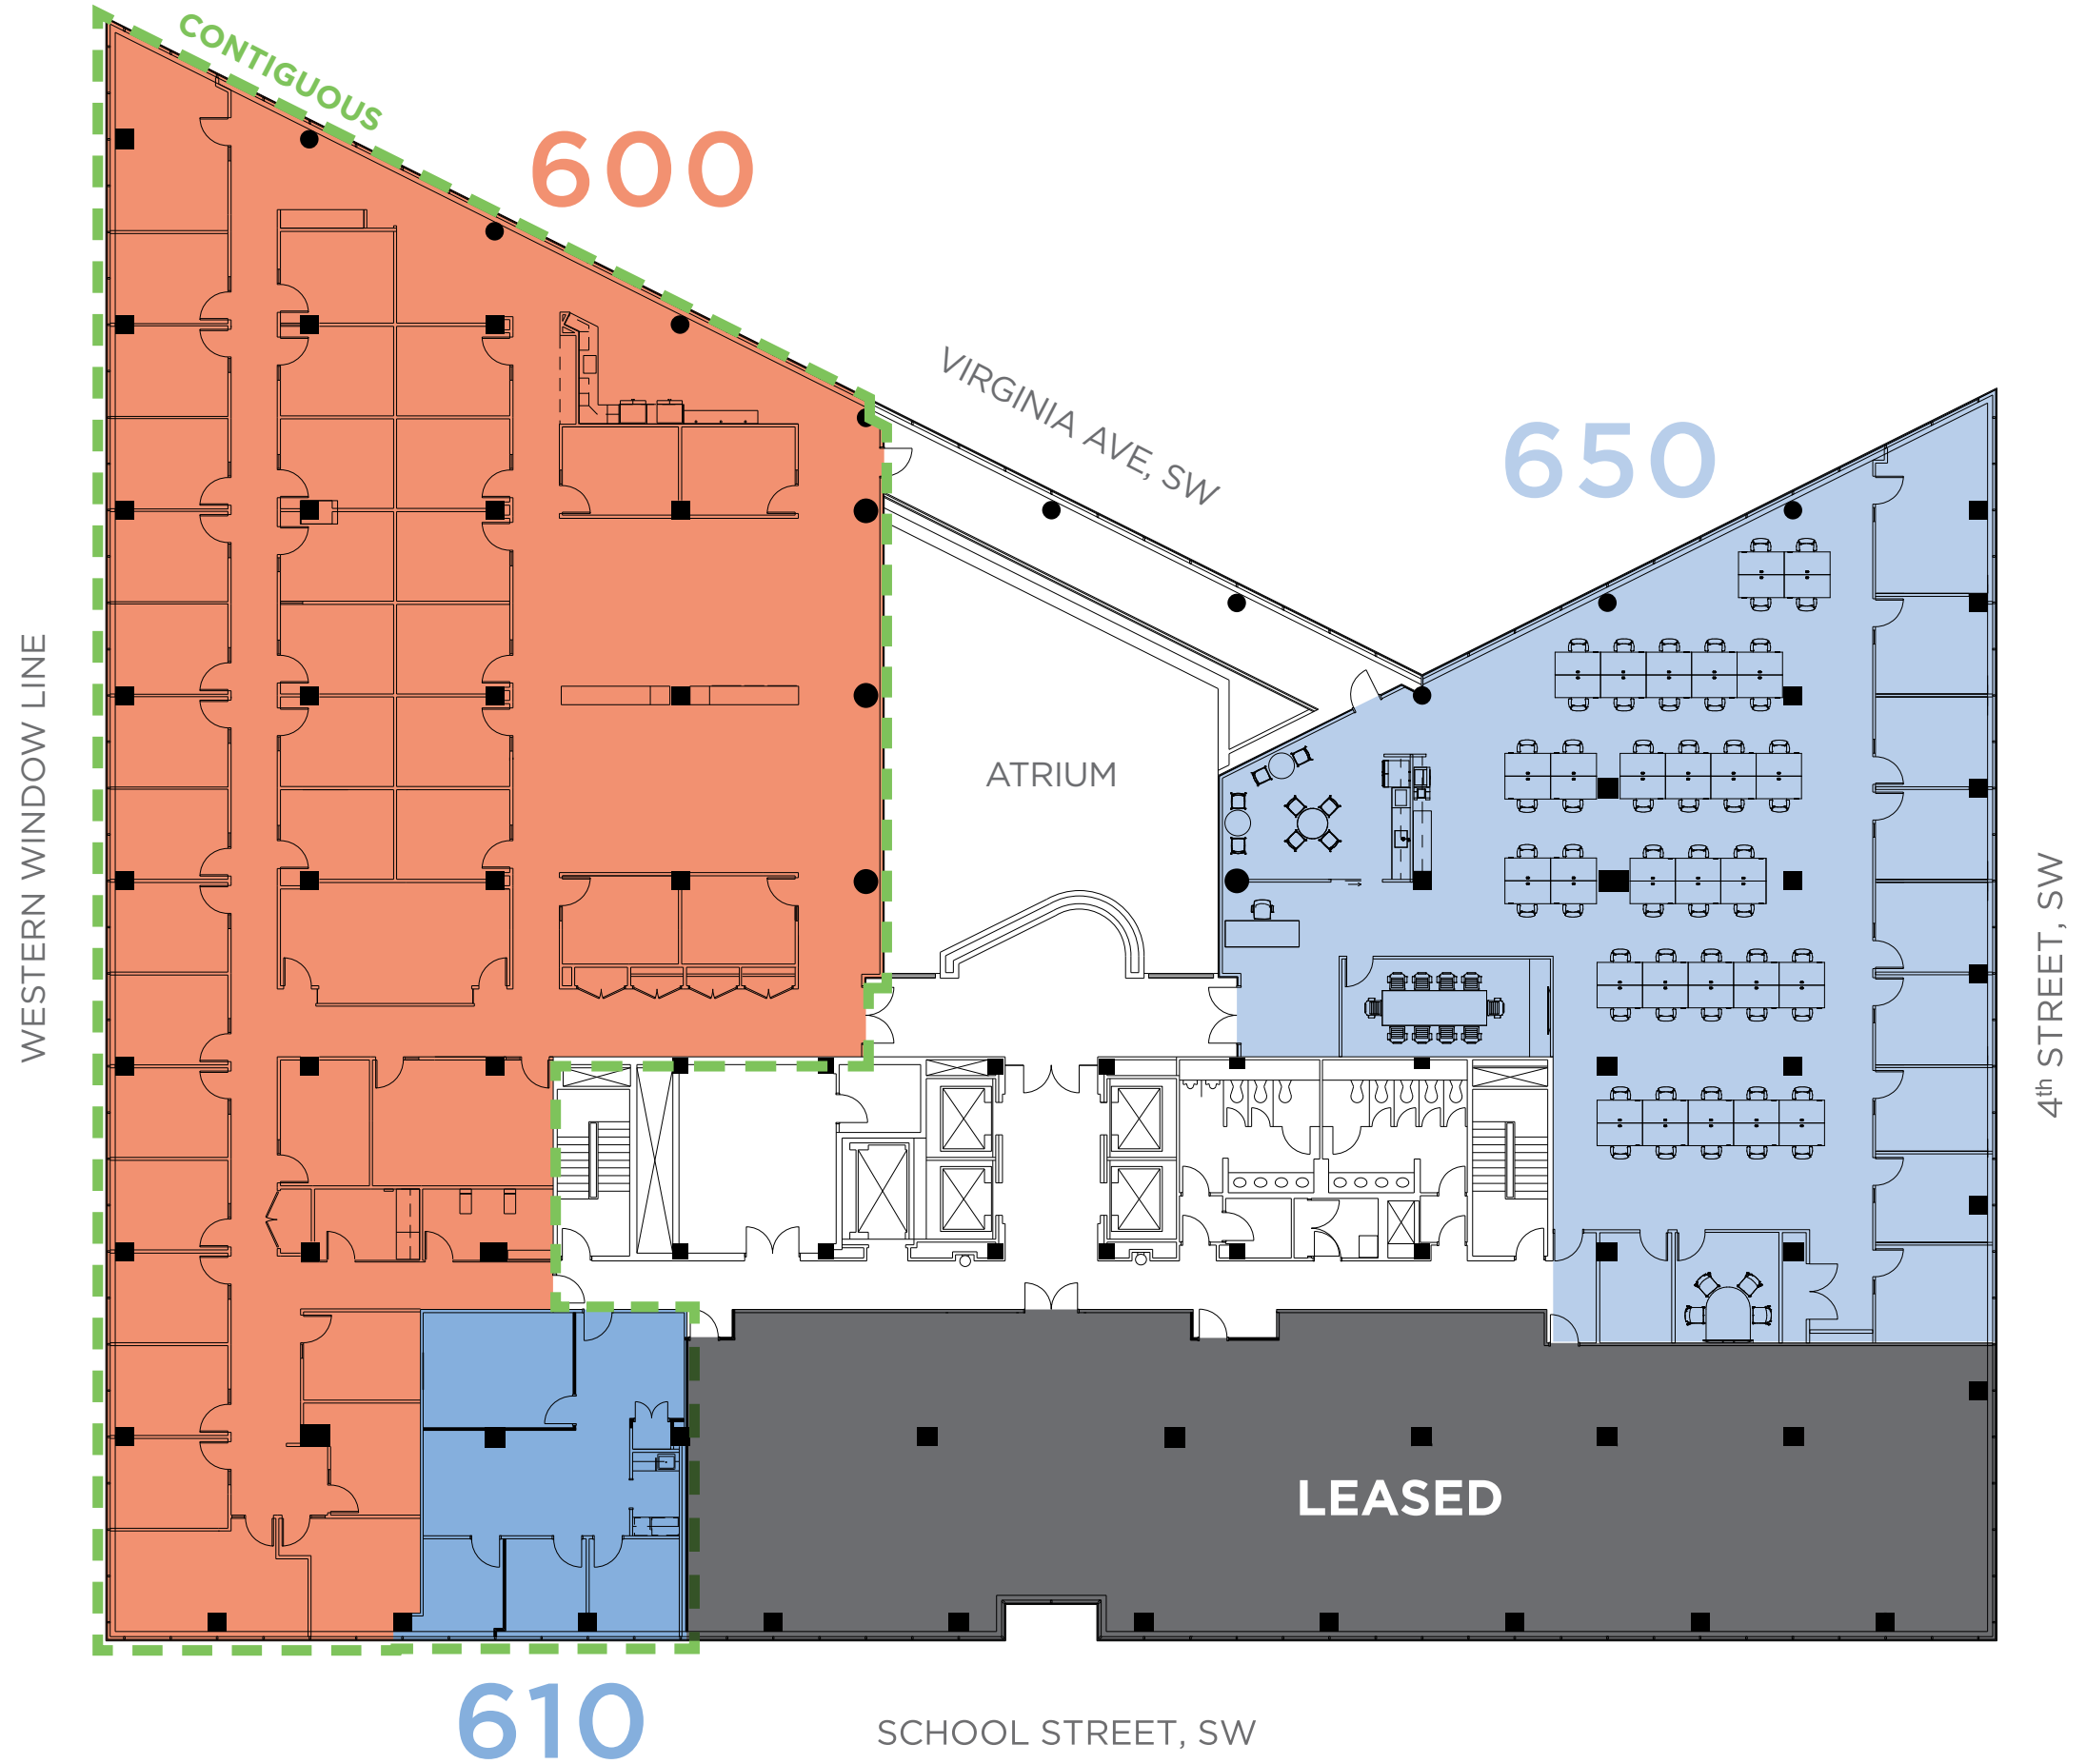 CONTIGUOUS
600
VIRGINIA AVE, SW
650
WESTERN WINDOW LINE
ATRIUM
4th STREET, SW
LEASED
610
SCHOOL STREET, SW